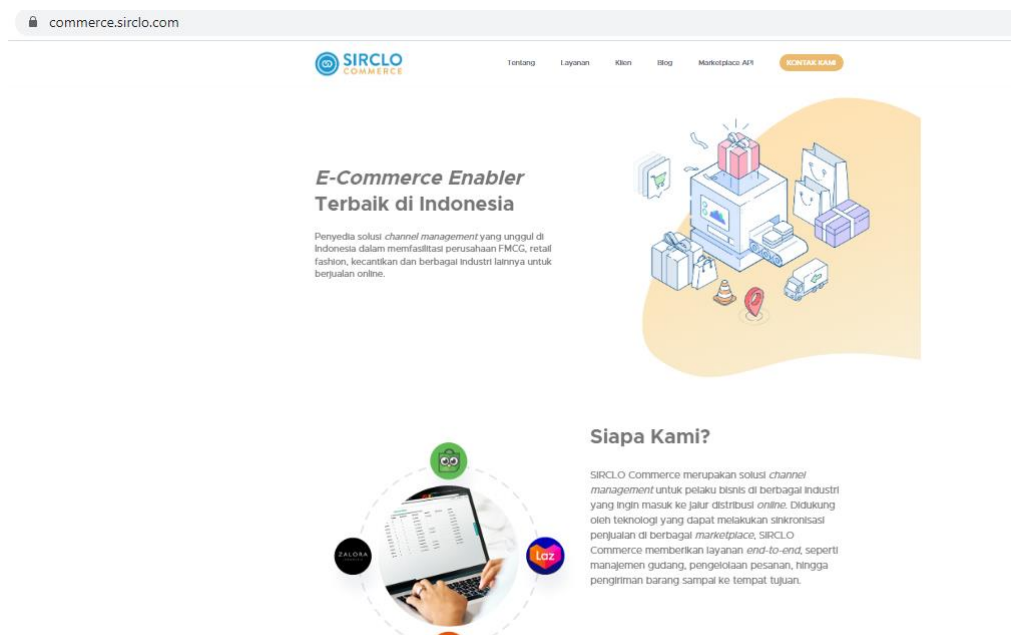 commerce.sirclo.com
SIRCLO
COMMERCE
Tentang Layanan Klien Blog Marketplace API KONTAK KAMI
E-Commerce Enabler
Terbaik di Indonesia
Penyedia solusi channel management yang unggul di
Indonesia dalam memfasilitasi perusahaan FMCG, retail
fashion, kecantikan dan berbagai industri lainnya untuk
berjualan online.
Siapa Kami?
SIRCLO Commerce merupakan solusi channel
management untuk pelaku bisnis di berbagai industri
yang ingin masuk ke jalur distribusi online. Didukung
oleh teknologi yang dapat melakukan sinkronisasi
penjualan di berbagai marketplace, SIRCLO
Commerce memberikan layanan end-to-end, seperti
manajemen gudang, pengelolaan pesanan, hingga
pengiriman barang sampai ke tempat tujuan.
ZALORA
Laz